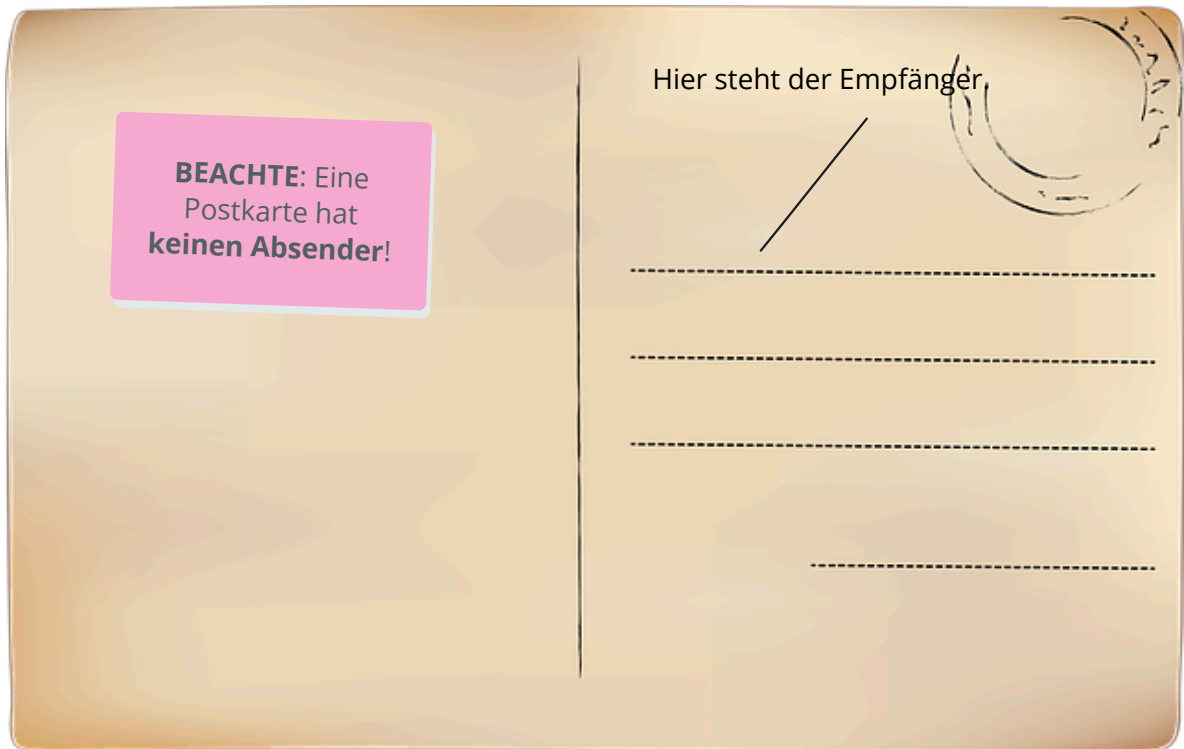 Hier steht der Empfänger.
BEACHTE: Eine
Postkarte hat
keinen Absender!